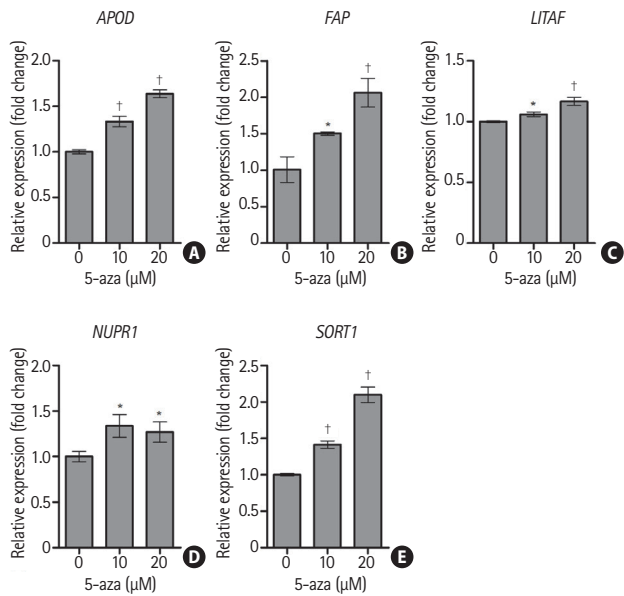 APOD
Relative expression (fold change)
2.0
1.5
1.0
0.5
0
† †
0 10 20
5-aza (μM)
A
FAP
Relative expression (fold change)
2.5
2.0
1.5
1.0
0.5
0
* †
0 10 20
5-aza (μM)
B
LITAF
Relative expression (fold change)
1.5
1.0
0.5
0
* †
0 10 20
5-aza (μM)
C
NUPR1
Relative expression (fold change)
2.0
1.5
1.0
0.5
0
* *
0 10 20
5-aza (μM)
D
SORT1
Relative expression (fold change)
2.5
2.0
1.5
1.0
0.5
0
† †
0 10 20
5-aza (μM)
E